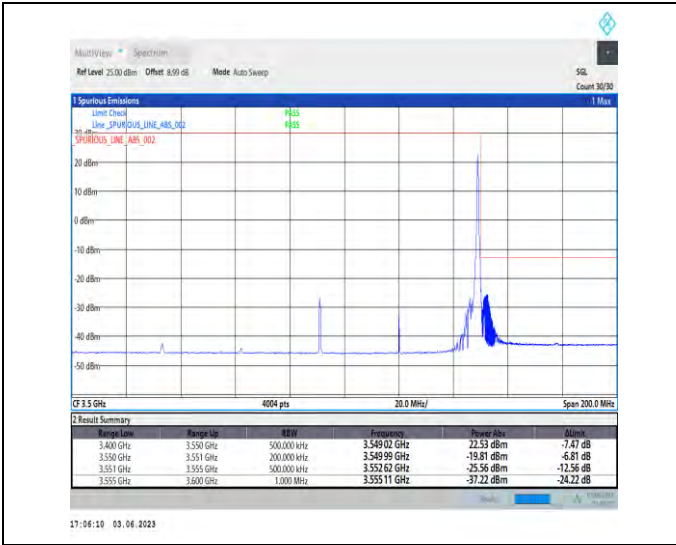 MultiView Spectrum
Ref Level 25.00 dBm Offset 8.99 dB Mode Auto Sweep SGL
Count 30/30
1 Spurious Emissions 1 Max
Limit Check PASS
Line _SPURIOUS_LINE_ABS_002 PASS
30 dBm
_SPURIOUS_LINE_ABS_002
20 dBm
10 dBm
0 dBm
-10 dBm
-20 dBm
-30 dBm
-40 dBm
-50 dBm
CF 3.5 GHz 4004 pts 20.0 MHz/ Span 200.0 MHz
2 Result Summary
Range Low Range Up RBW Frequency Power Abs ΔLimit
3.400 GHz 3.550 GHz 500.000 kHz 3.549 02 GHz 22.53 dBm -7.47 dB
3.550 GHz 3.551 GHz 200.000 kHz 3.549 99 GHz -19.81 dBm -6.81 dB
3.551 GHz 3.555 GHz 500.000 kHz 3.552 62 GHz -25.56 dBm -12.56 dB
3.555 GHz 3.600 GHz 1.000 MHz 3.555 11 GHz -37.22 dBm -24.22 dB
17:06:10 03.06.2023